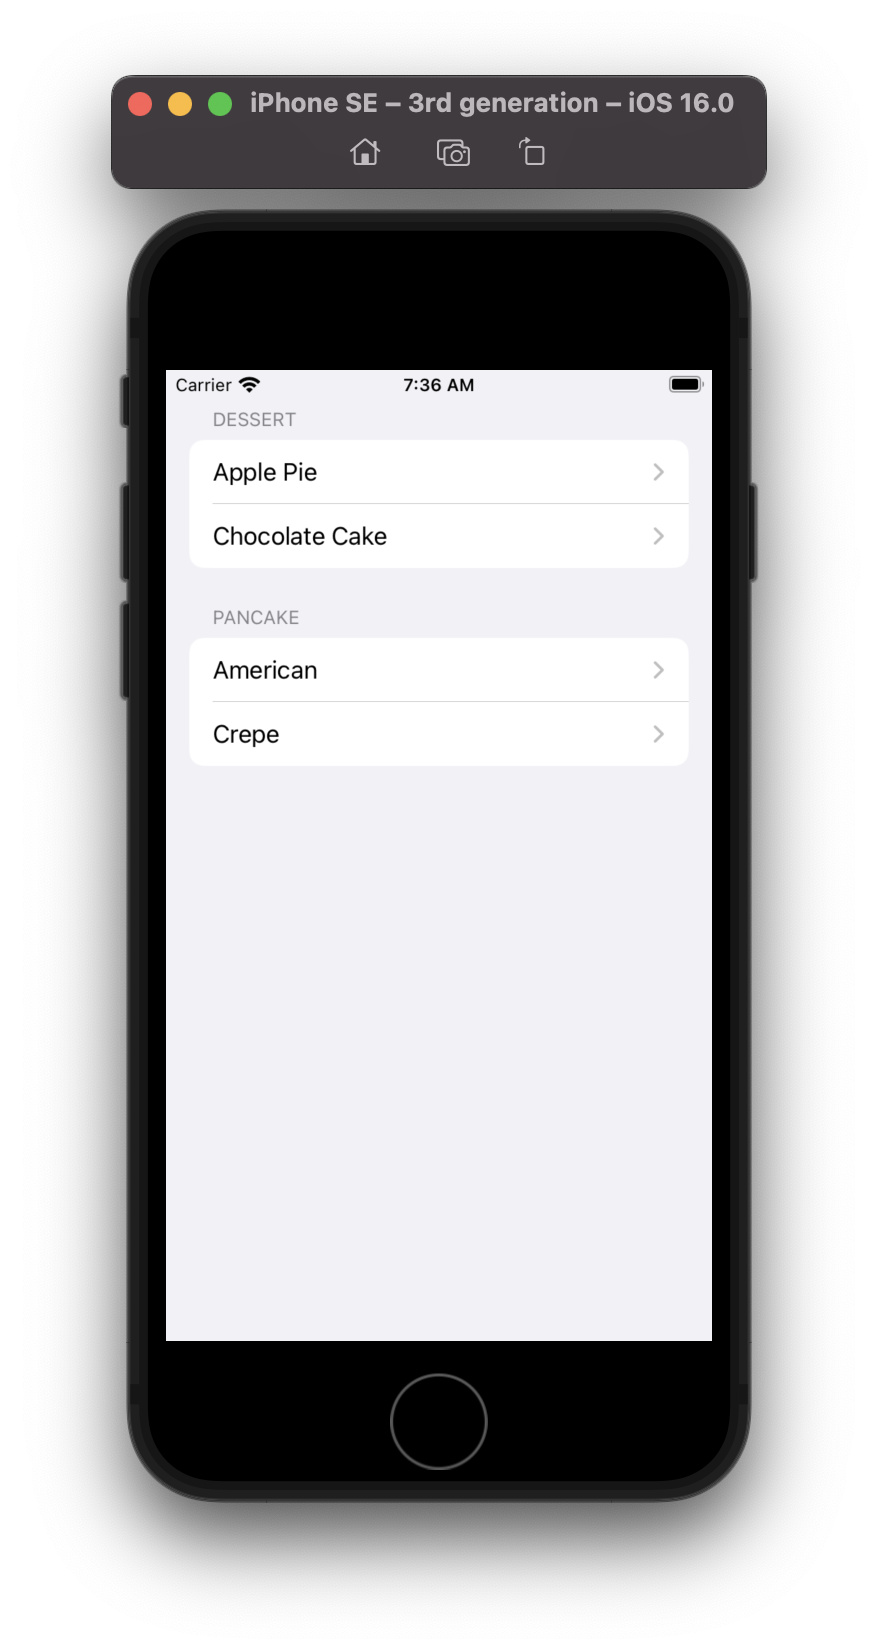 iPhone SE – 3rd generation – iOS 16.0
Carrier 7:36 AM
DESSERT
Apple Pie
Chocolate Cake
PANCAKE
American
Crepe